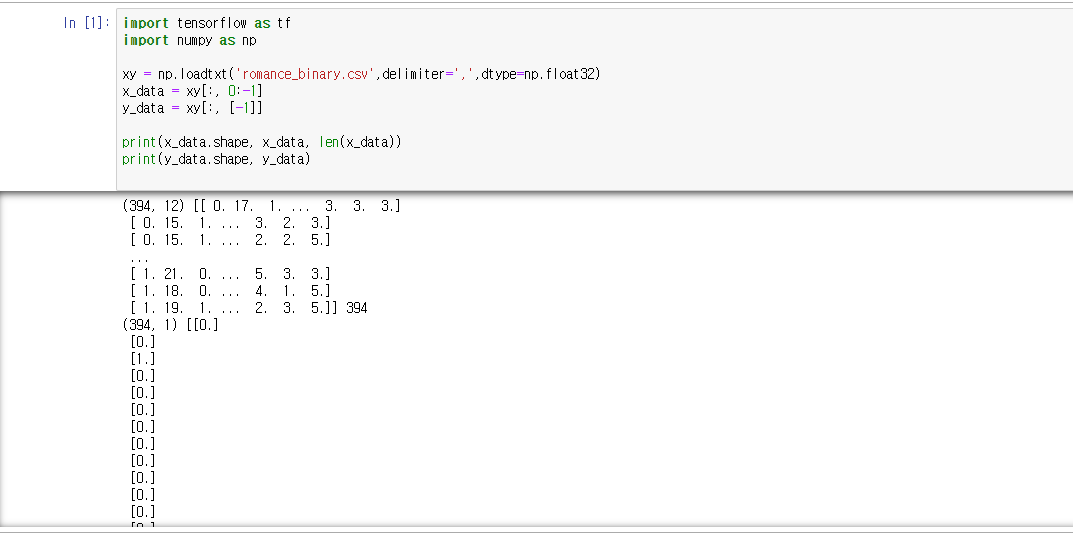 In [1]: import tensorflow as tf
import numpy as np
xy = np.loadtxt('romance_binary.csv',delimiter=',',dtype=np.float32)
x_data = xy[:, 0:-1]
y_data = xy[:, [-1]]
print(x_data.shape, x_data, len(x_data))
print(y_data.shape, y_data)
(394, 12) [[ 0. 17.  1. ...  3.  3.  3.]
 [ 0. 15.  1. ...  3.  2.  3.]
 [ 0. 15.  1. ...  2.  2.  5.]
 ...
 [ 1. 21.  0. ...  5.  3.  3.]
 [ 1. 18.  0. ...  4.  1.  5.]
 [ 1. 19.  1. ...  2.  3.  5.]] 394
(394, 1) [[0.]
 [0.]
 [1.]
 [0.]
 [0.]
 [0.]
 [0.]
 [0.]
 [0.]
 [0.]
 [0.]
 [0.]